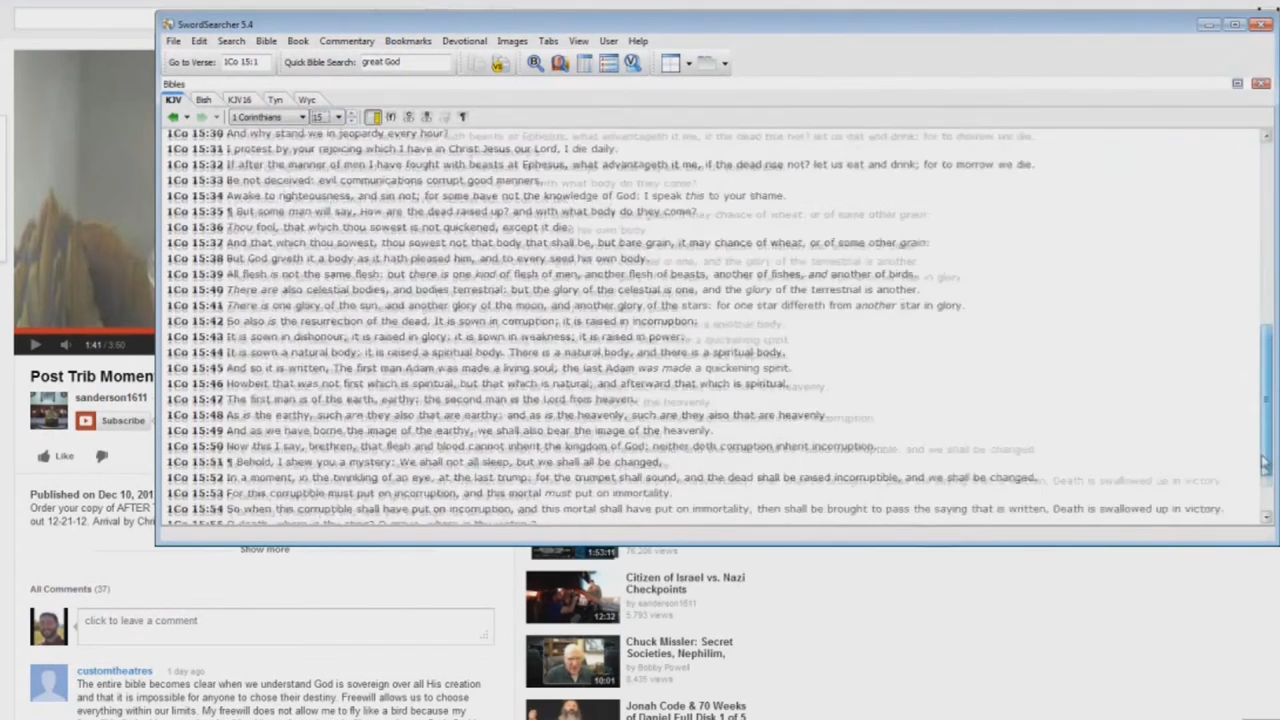 SwordSearcher 5.4
File Edit Search Bible Book Commentary Bookmarks Devotional Images Tabs View User Help
Go to Verse: 1Co 15:1 Quick Bible Search: great God
Bibles
KJV Bish KJV16 Tyn Wyc
1 Corinthians 15
1Co 15:30 And why stand we in jeopardy every hour?
1Co 15:31 I protest by your rejoicing which I have in Christ Jesus our Lord, I die daily.
1Co 15:32 If after the manner of men I have fought with beasts at Ephesus, what advantageth it me, if the dead rise not? let us eat and drink; for to morrow we die.
1Co 15:33 Be not deceived: evil communications corrupt good manners.
1Co 15:34 Awake to righteousness, and sin not; for some have not the knowledge of God: I speak this to your shame.
1Co 15:35 ¶ But some man will say, How are the dead raised up? and with what body do they come?
1Co 15:36 Thou fool, that which thou sowest is not quickened, except it die:
1Co 15:37 And that which thou sowest, thou sowest not that body that shall be, but bare grain, it may chance of wheat, or of some other grain:
1Co 15:38 But God giveth it a body as it hath pleased him, and to every seed his own body.
1Co 15:39 All flesh is not the same flesh: but there is one kind of flesh of men, another flesh of beasts, another of fishes, and another of birds.
1Co 15:40 There are also celestial bodies, and bodies terrestrial: but the glory of the celestial is one, and the glory of the terrestrial is another.
1Co 15:41 There is one glory of the sun, and another glory of the moon, and another glory of the stars: for one star differeth from another star in glory.
1Co 15:42 So also is the resurrection of the dead. It is sown in corruption; it is raised in incorruption:
1Co 15:43 It is sown in dishonour; it is raised in glory: it is sown in weakness; it is raised in power:
1Co 15:44 It is sown a natural body; it is raised a spiritual body. There is a natural body, and there is a spiritual body.
1Co 15:45 And so it is written, The first man Adam was made a living soul; the last Adam was made a quickening spirit.
1Co 15:46 Howbeit that was not first which is spiritual, but that which is natural; and afterward that which is spiritual.
1Co 15:47 The first man is of the earth, earthy: the second man is the Lord from heaven.
1Co 15:48 As is the earthy, such are they also that are earthy: and as is the heavenly, such are they also that are heavenly.
1Co 15:49 And as we have borne the image of the earthy, we shall also bear the image of the heavenly.
1Co 15:50 Now this I say, brethren, that flesh and blood cannot inherit the kingdom of God; neither doth corruption inherit incorruption.
1Co 15:51 ¶ Behold, I shew you a mystery; We shall not all sleep, but we shall all be changed,
1Co 15:52 In a moment, in the twinkling of an eye, at the last trump: for the trumpet shall sound, and the dead shall be raised incorruptible, and we shall be changed.
1Co 15:53 For this corruptible must put on incorruption, and this mortal must put on immortality.
1Co 15:54 So when this corruptible shall have put on incorruption, and this mortal shall have put on immortality, then shall be brought to pass the saying that is written, Death is swallowed up in victory.
1:41 / 3:50
Post Trib Momen
sanderson1611
Subscribe
Like
Published on Dec 10, 201
Order your copy of AFTER T
out 12-21-12. Arrival by Chris
Show more
All Comments (37)
click to leave a comment
customtheatres 1 day ago
The entire bible becomes clear when we understand God is sovereign over all His creation
and that it is impossible for anyone to chose their destiny. Freewill allows us to choose
everything within our limits. My freewill does not allow me to fly like a bird because my
1:53:11
76,206 views
Citizen of Israel vs. Nazi
Checkpoints
by sanderson1611
5,793 views
12:32
Chuck Missler: Secret
Societies, Nephilim,
by Bobby Powell
8,435 views
10:01
Jonah Code & 70 Weeks
of Daniel Full Disk 1 of 5